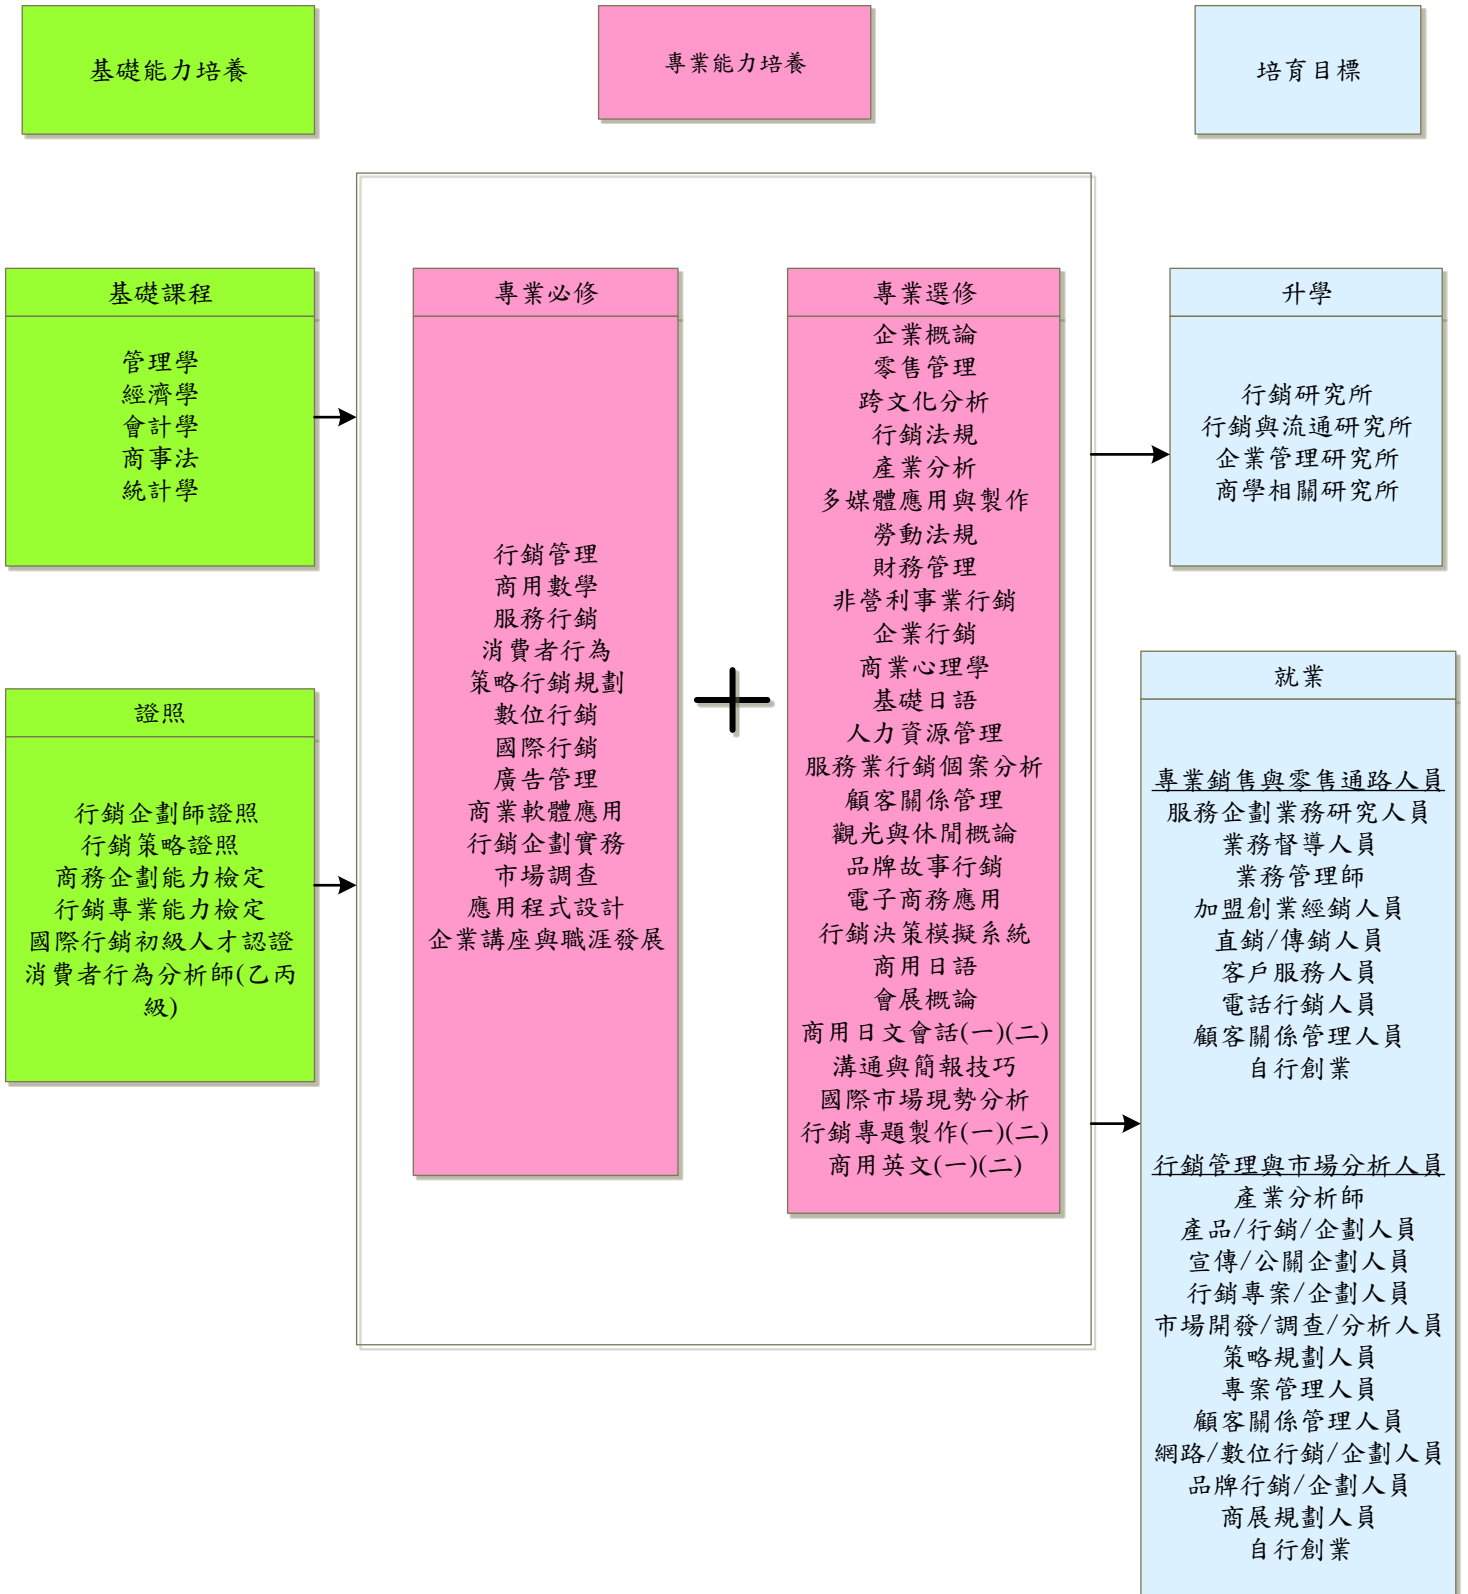 基礎能力培養
專業能力培養
培育目標
基礎課程
管理學
經濟學
會計學
商事法
統計學
證照
行銷企劃師證照
行銷策略證照
商務企劃能力檢定
行銷專業能力檢定
國際行銷初級人才認證
消費者行為分析師(乙丙
級)
專業必修
行銷管理
商用數學
服務行銷
消費者行為
策略行銷規劃
數位行銷
國際行銷
廣告管理
商業軟體應用
行銷企劃實務
市場調查
應用程式設計
企業講座與職涯發展
專業選修
企業概論
零售管理
跨文化分析
行銷法規
產業分析
多媒體應用與製作
勞動法規
財務管理
非營利事業行銷
企業行銷
商業心理學
基礎日語
人力資源管理
服務業行銷個案分析
顧客關係管理
觀光與休閒概論
品牌故事行銷
電子商務應用
行銷決策模擬系統
商用日語
會展概論
商用日文會話(一)(二)
溝通與簡報技巧
國際市場現勢分析
行銷專題製作(一)(二)
商用英文(一)(二)
升學
行銷研究所
行銷與流通研究所
企業管理研究所
商學相關研究所
就業
專業銷售與零售通路人員
服務企劃業務研究人員
業務督導人員
業務管理師
加盟創業經銷人員
直銷/傳銷人員
客戶服務人員
電話行銷人員
顧客關係管理人員
自行創業
行銷管理與市場分析人員
產業分析師
產品/行銷/企劃人員
宣傳/公關企劃人員
行銷專案/企劃人員
市場開發/調查/分析人員
策略規劃人員
專案管理人員
顧客關係管理人員
網路/數位行銷/企劃人員
品牌行銷/企劃人員
商展規劃人員
自行創業